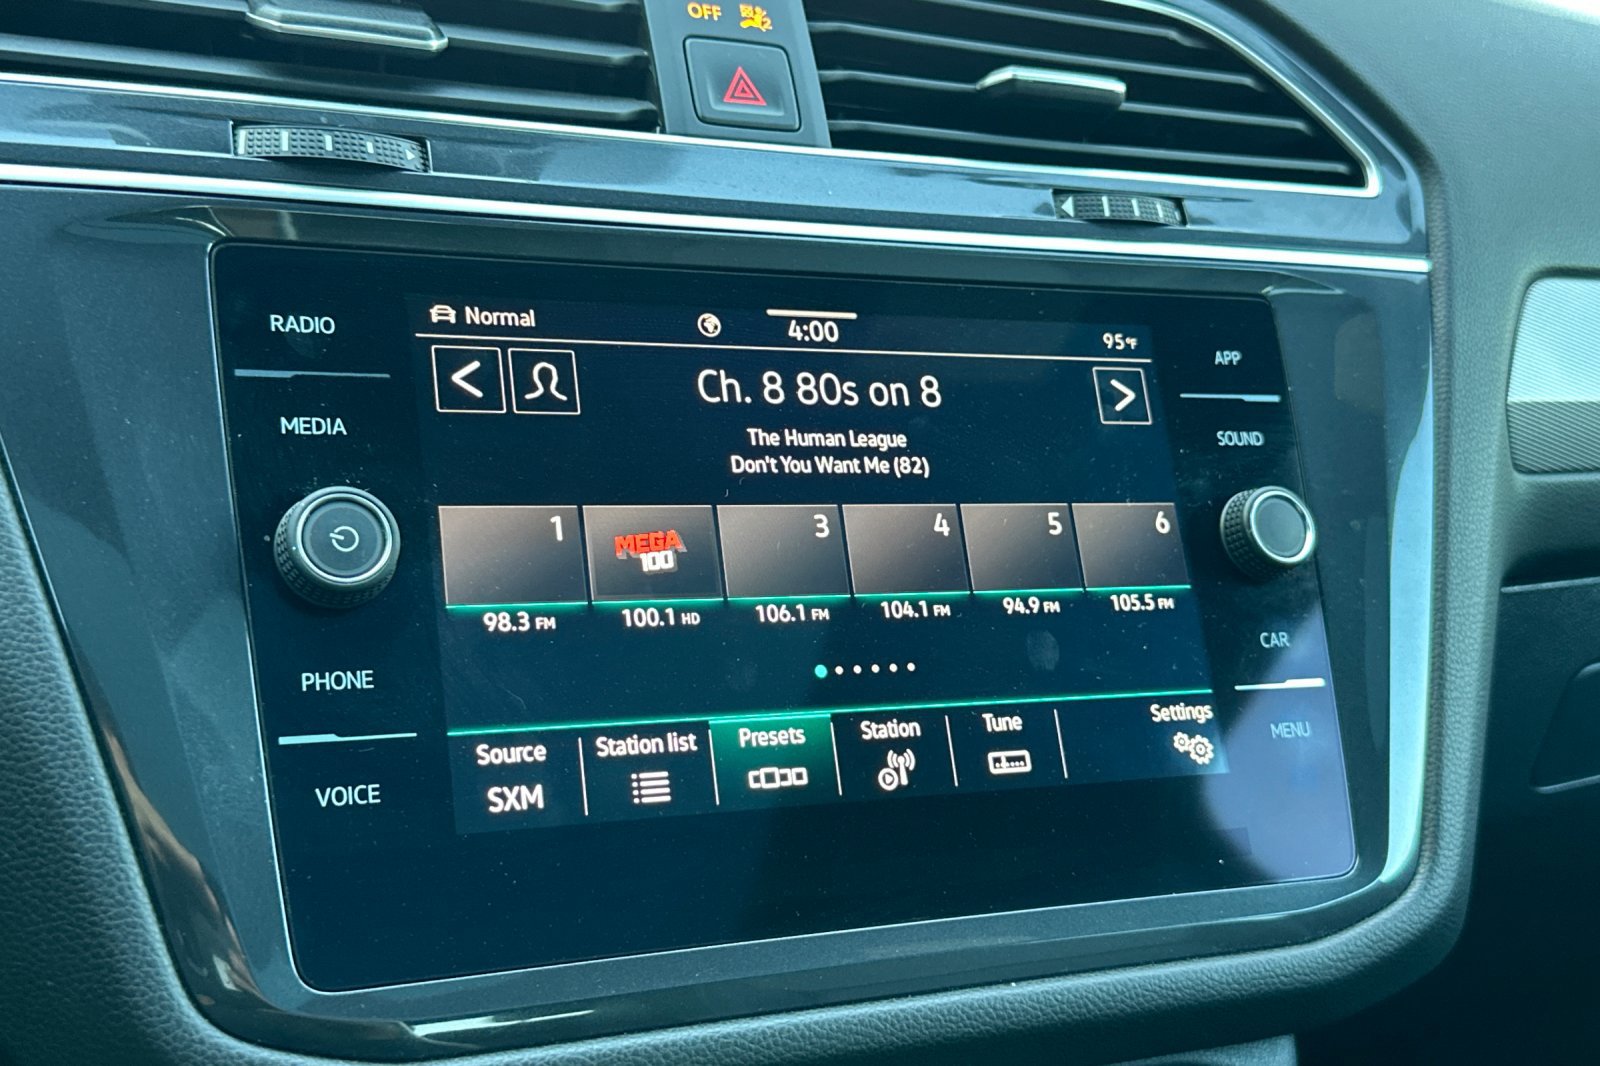 OFF
RADIO
MEDIA
PHONE
VOICE
Normal
4:00
95°F
Ch. 8 80s on 8
The Human League
Don't You Want Me (82)
1
MEGA
100
3
4
5
6
98.3 FM
100.1 HD
106.1 FM
104.1 FM
94.9 FM
105.5 FM
Source
SXM
Station list
Presets
Station
Tune
Settings
APP
SOUND
CAR
MENU